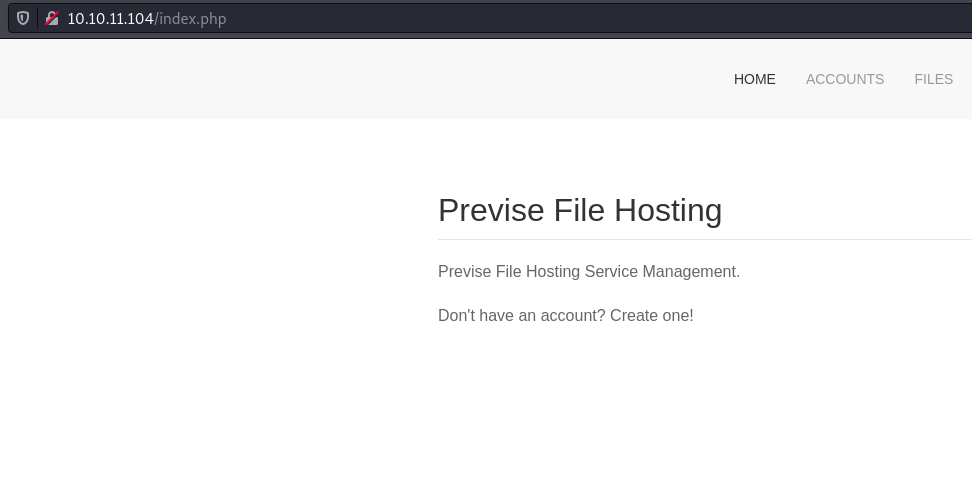 10.10.11.104/index.php
HOME ACCOUNTS FILES
Previse File Hosting
Previse File Hosting Service Management.
Don't have an account? Create one!